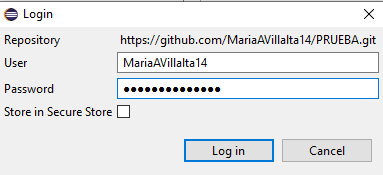 Login
Repository https://github.com/MariaAVillalta14/PRUEBA.git
User MariaAVillalta14
Password ●●●●●●●●●●●●●●
Store in Secure Store
Log in Cancel